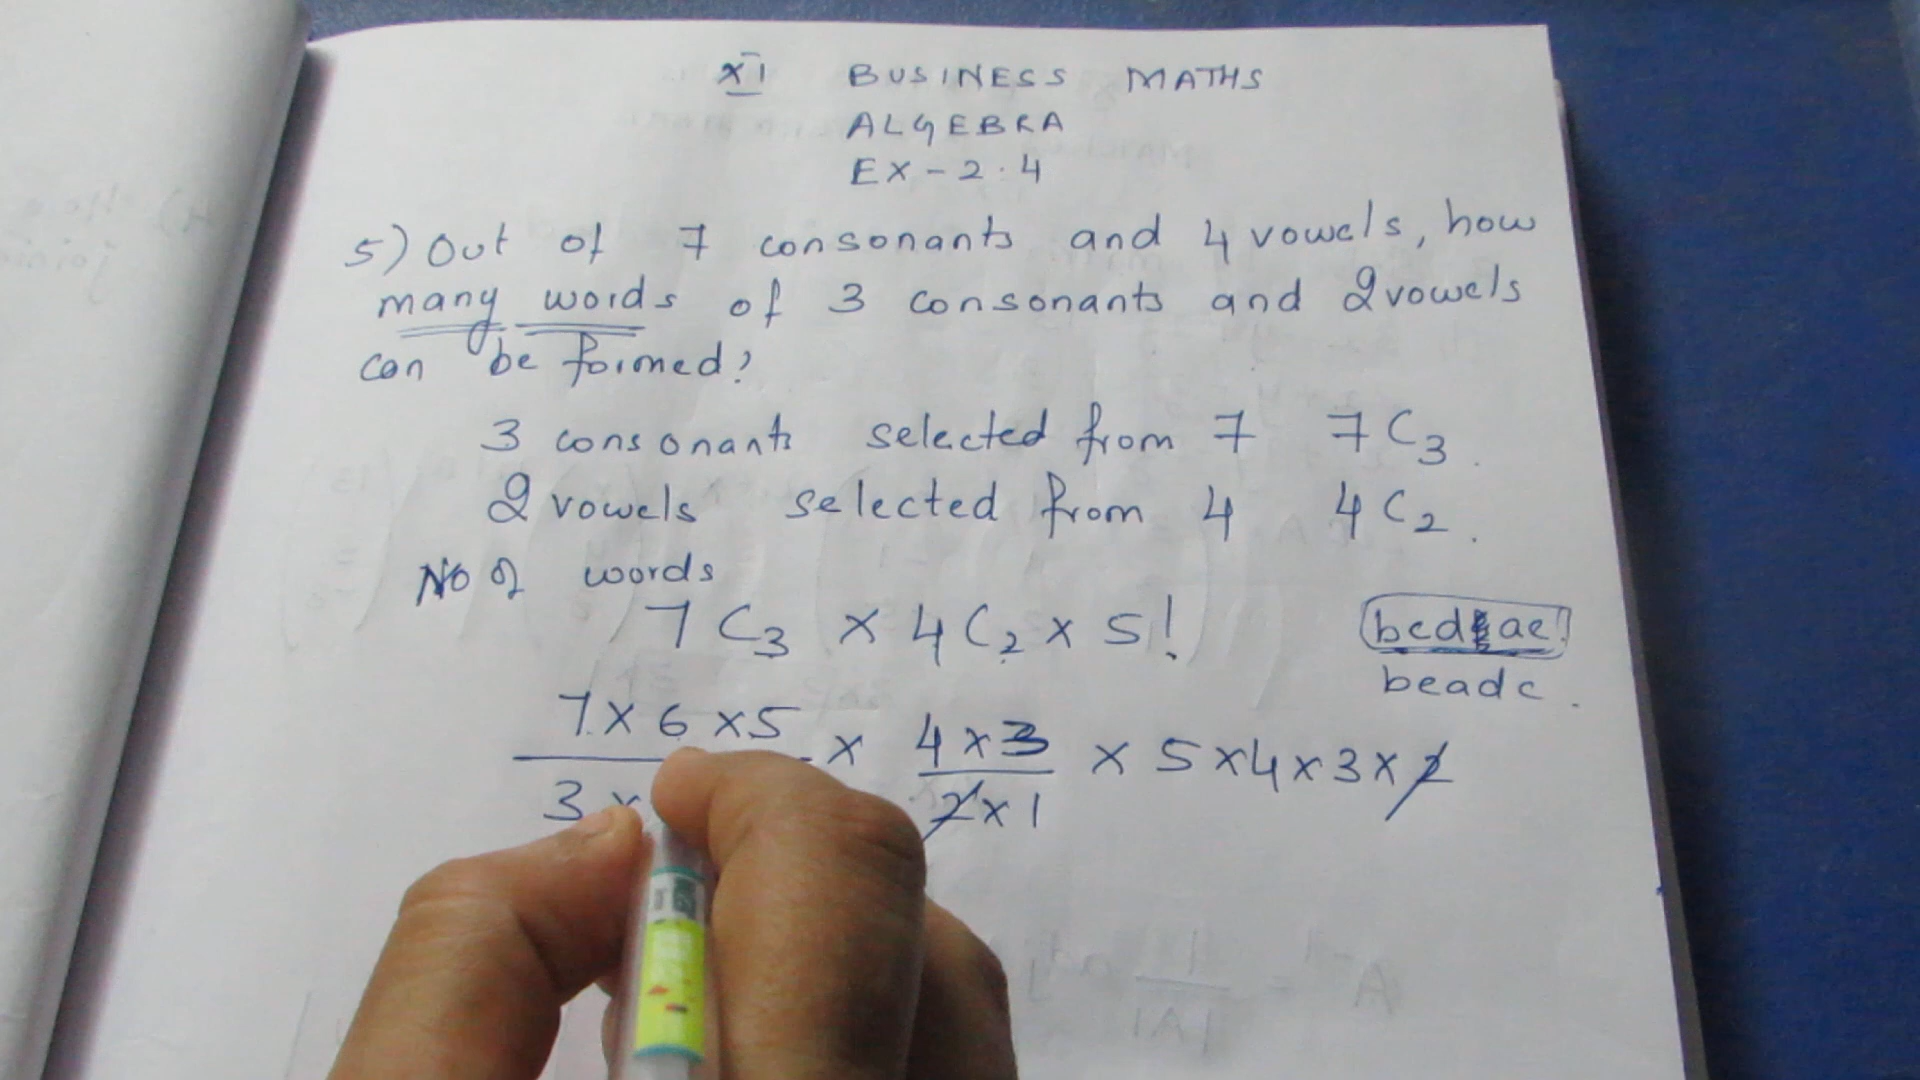 XI BUSINESS MATHS
ALGEBRA
EX - 2.4
5) Out of 7 consonants and 4 vowels, how
many words of 3 consonants and 2 vowels
can be formed?
3 consonants selected from 7 7C3.
2 vowels selected from 4 4C2.
No of words
7C3 x 4C2 x 5!
bcd ae!
beadc.
7 x 6 x 5 x 4 x 3 x 5 x 4 x 3 x 2
3 x 2 x 1